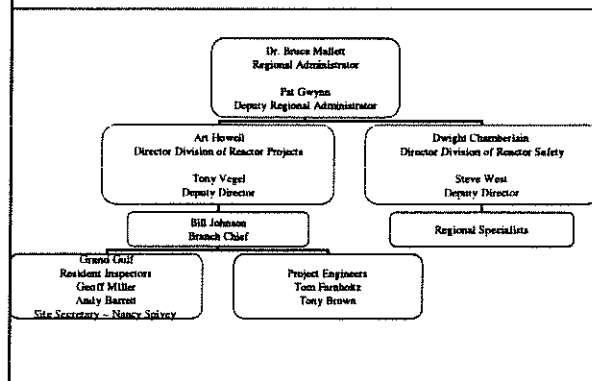 Dr. Bruce Mallett
Regional Administrator
Pat Gwynn
Deputy Regional Administrator
Art Howell
Director Division of Reactor Projects
Tony Vegel
Deputy Director
Dwight Chamberlain
Director Division of Reactor Safety
Steve West
Deputy Director
Bill Johnson
Branch Chief
Regional Specialists
Grand Gulf
Resident Inspectors
Geoff Miller
Andy Barrett
Site Secretary ~ Nancy Spivey
Project Engineers
Tom Farnholtz
Tony Brown